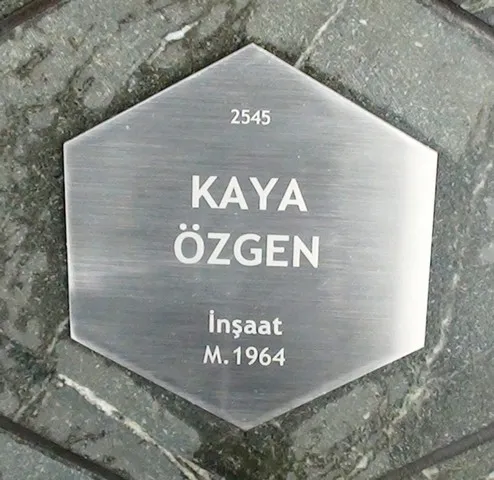 2545
KAYA
ÖZGEN
İnşaat
M.1964